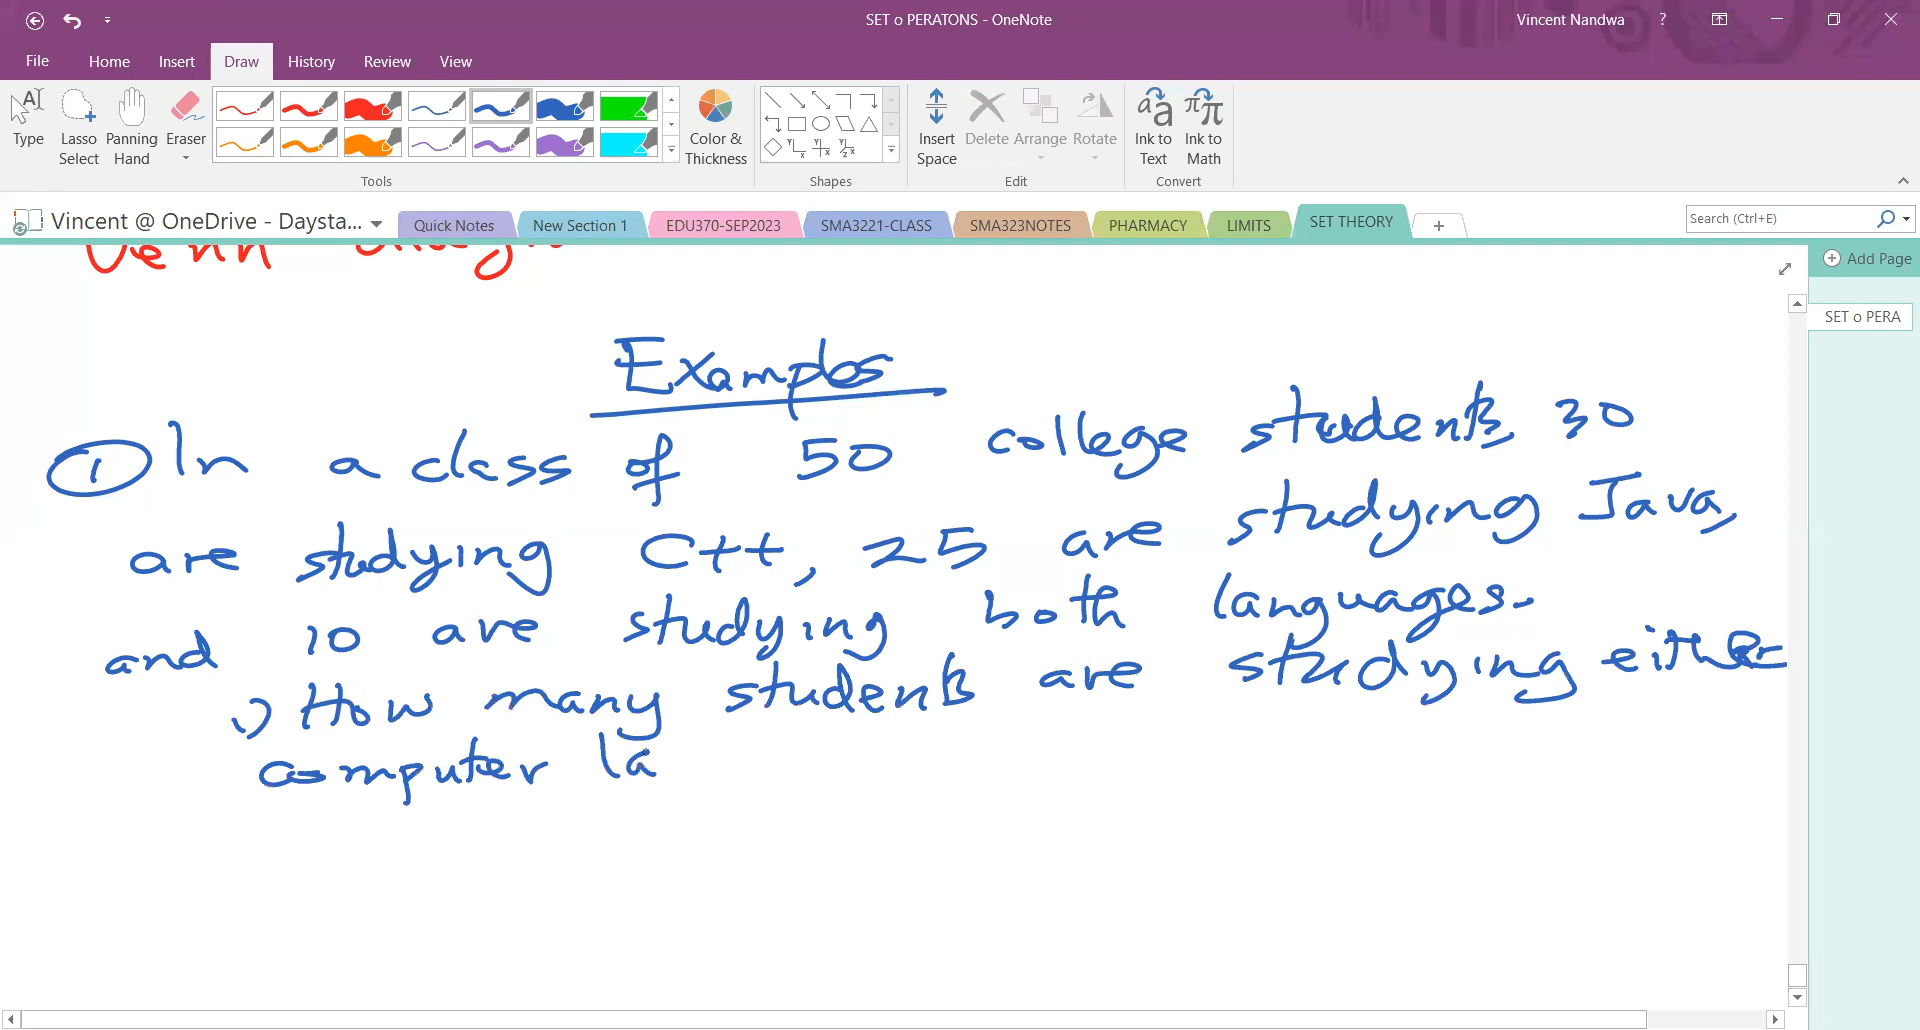 SET o PERATONS - OneNote
Vincent Nandwa
?
File Home Insert Draw History Review View
Type
Lasso Select
Panning Hand
Eraser
Color & Thickness
Insert Space
Delete
Arrange
Rotate
Ink to Text
Ink to Math
Tools
Shapes
Edit
Convert
Vincent @ OneDrive - Daysta...
Quick Notes
New Section 1
EDU370-SEP2023
SMA3221-CLASS
SMA323NOTES
PHARMACY
LIMITS
SET THEORY
Search (Ctrl+E)
Add Page
SET o PERA
Venn
Examples
1 In a class of 50 college students, 30
are studying C++, 25 are studying Java,
and 10 are studying both languages.
i) How many students are studying either
computer la